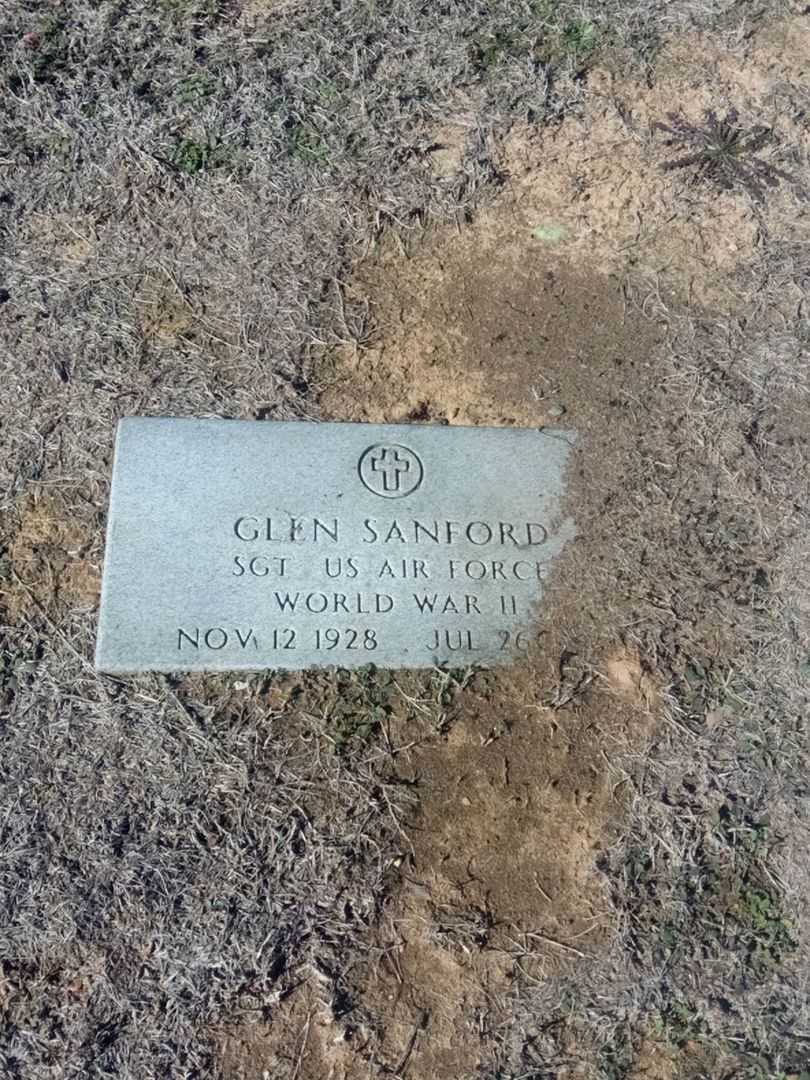 GLEN SANFORD
SGT US AIR FORCE
WORLD WAR II
NOV 12 1928 JUL 26